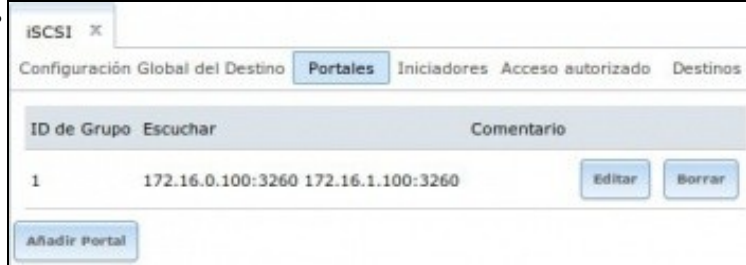 iSCSI x
Configuración Global del Destino Portales Iniciadores Acceso autorizado Destinos
ID de Grupo Escuchar Comentario
1 172.16.0.100:3260 172.16.1.100:3260 Editar Borrar
Añadir Portal